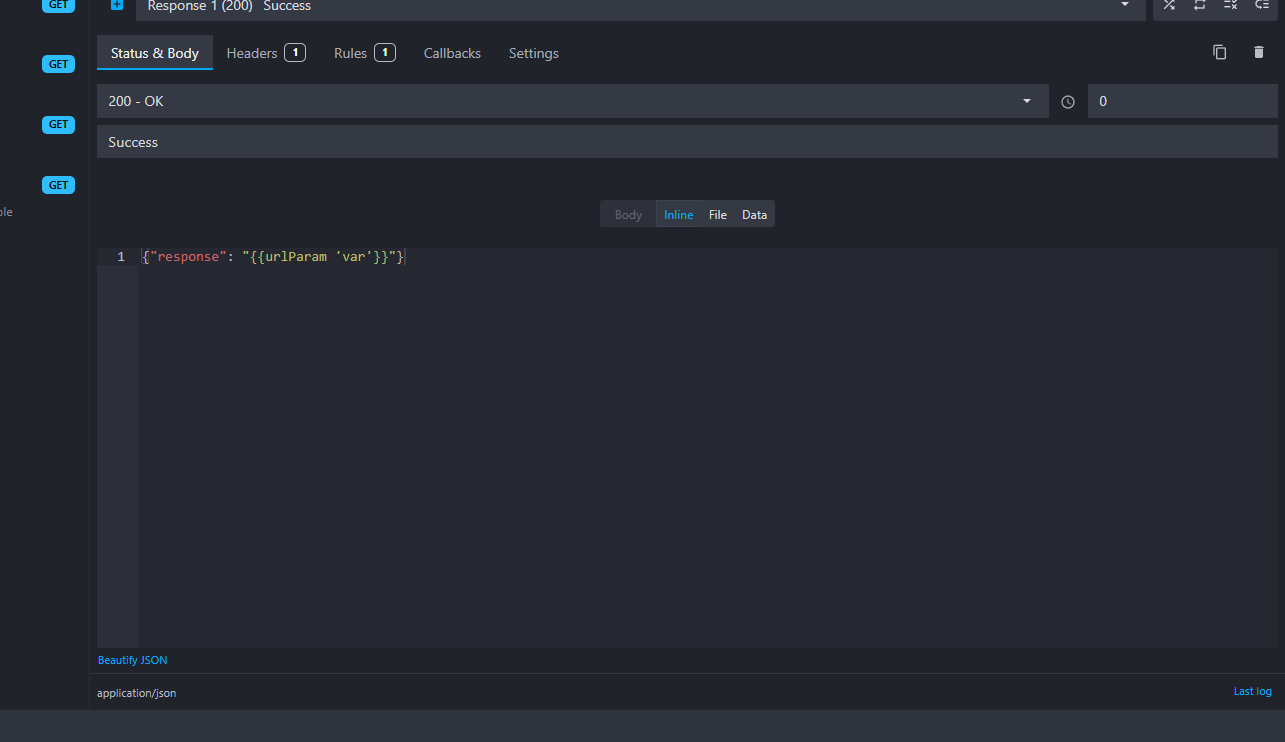 GET
Response 1 (200) Success
Status & Body Headers 1 Rules 1 Callbacks Settings
GET
200 - OK 0
GET
Success
GET
Body Inline File Data
1 {"response": "{{urlParam 'var'}}"}
Beautify JSON
application/json
Last log